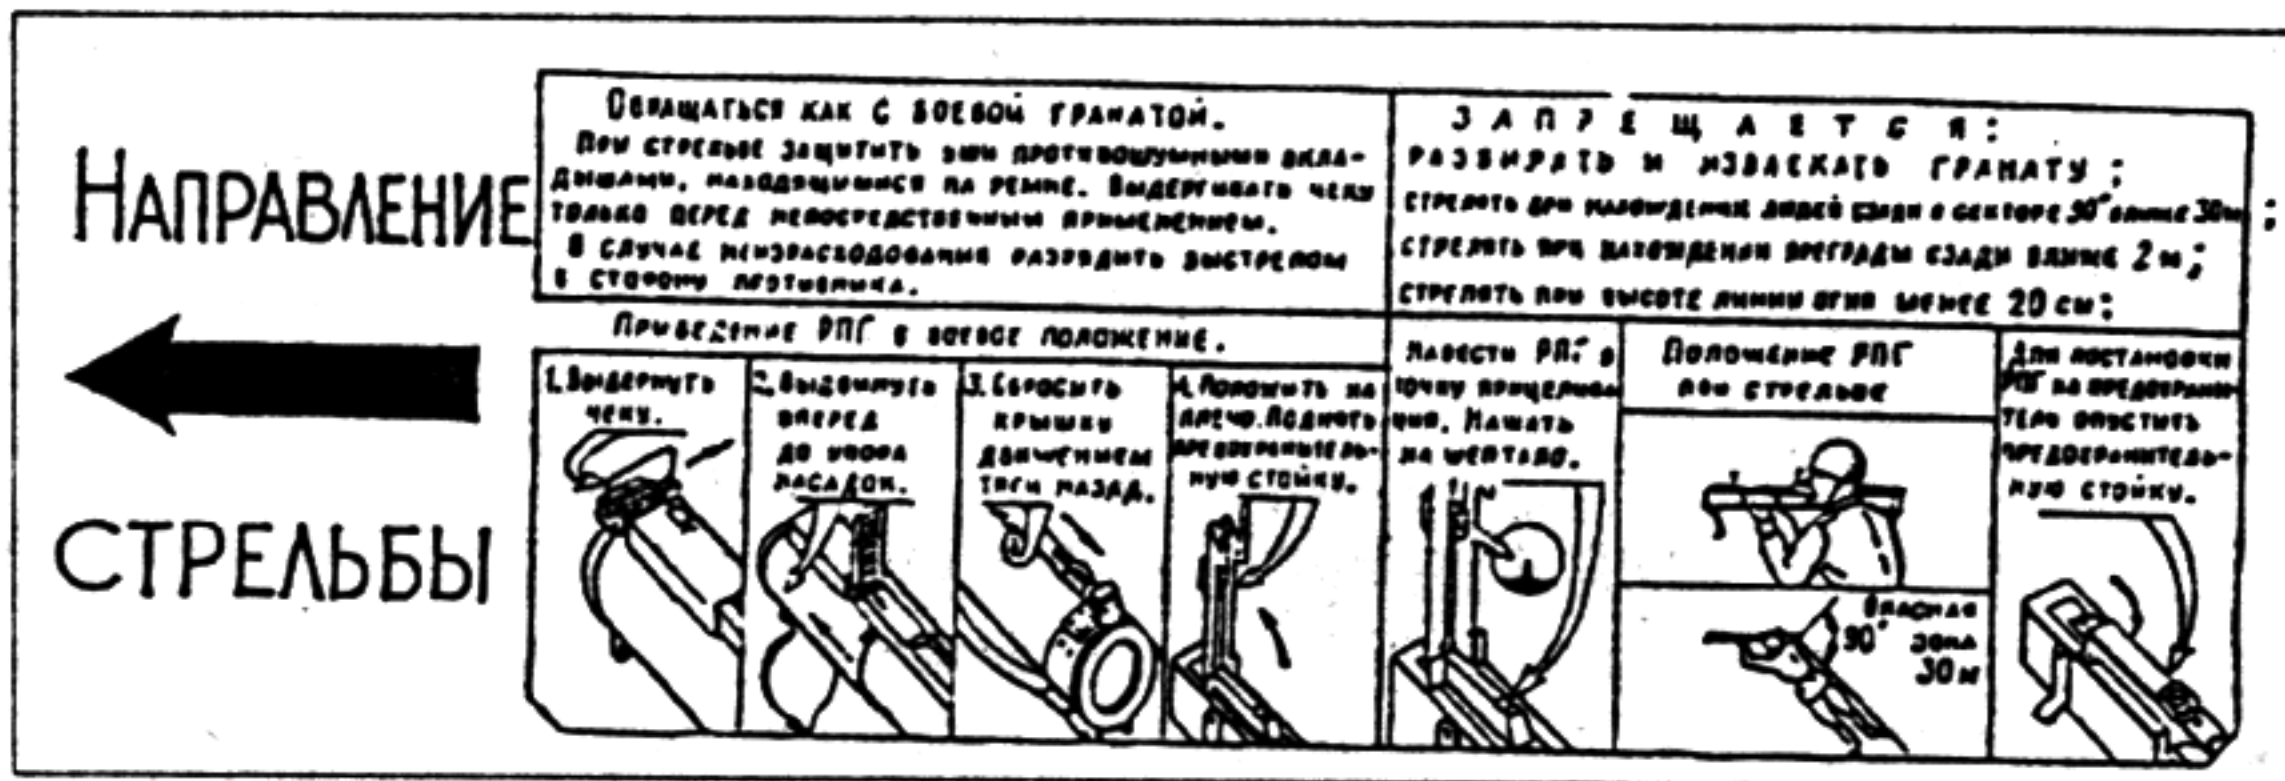 НАПРАВЛЕНИЕ
СТРЕЛЬБЫ
ОБРАЩАТЬСЯ КАК С БОЕВОЙ ГРАНАТОЙ.
ПРИ СТРЕЛЬБЕ ЗАЩИТИТЬ УШИ ПРОТИВОШУМНЫМИ ВКЛА-
ДЫШАМИ, НАХОДЯЩИМИСЯ НА РЕМНЕ. ВЫДЕРГИВАТЬ ЧЕКУ
ТОЛЬКО ПЕРЕД НЕПОСРЕДСТВЕННЫМ ПРИМЕНЕНИЕМ.
В СЛУЧАЕ НЕИЗРАСХОДОВАНИЯ РАЗРЯДИТЬ ВЫСТРЕЛОМ
В СТОРОНУ ПРОТИВНИКА.
ЗАПРЕЩАЕТСЯ:
РАЗБИРАТЬ И ИЗВЛЕКАТЬ ГРАНАТУ;
СТРЕЛЯТЬ ПРИ НАХОЖДЕНИИ ЛЮДЕЙ СЗАДИ В СЕКТОРЕ 90° БЛИЖЕ 30м;
СТРЕЛЯТЬ ПРИ НАХОЖДЕНИИ ПРЕГРАДЫ СЗАДИ БЛИЖЕ 2 м;
СТРЕЛЯТЬ ПРИ ВЫСОТЕ ЛИНИИ ОГНЯ МЕНЕЕ 20 см;
ПРИВЕДЕНИЕ РПГ В БОЕВОЕ ПОЛОЖЕНИЕ.
1. ВЫДЕРНУТЬ
ЧЕКУ.
2. ВЫДВИНУТЬ
ВПЕРЕД
ДО УПОРА
НАСАДОК.
3. СБРОСИТЬ
КРЫШКУ
ДВИЖЕНИЕМ
ТЯГИ НАЗАД.
4. ПОЛОЖИТЬ НА
ПЛЕЧО. ПОДНЯТЬ
ПРЕДОХРАНИТЕЛЬ-
НУЮ СТОЙКУ.
НАВЕСТИ РПГ В
ТОЧКУ ПРИЦЕЛИВА
НИЯ. НАЖАТЬ
НА ШЕПТАЛО.
ПОЛОЖЕНИЕ РПГ
ПРИ СТРЕЛЬБЕ
ОПАСНАЯ
90° ЗОНА
30 м
ДЛЯ ПОСТАНОВКИ
РПГ НА ПРЕДОХРАНИ-
ТЕЛЬ ОПУСТИТЬ
ПРЕДОХРАНИТЕЛЬ-
НУЮ СТОЙКУ.